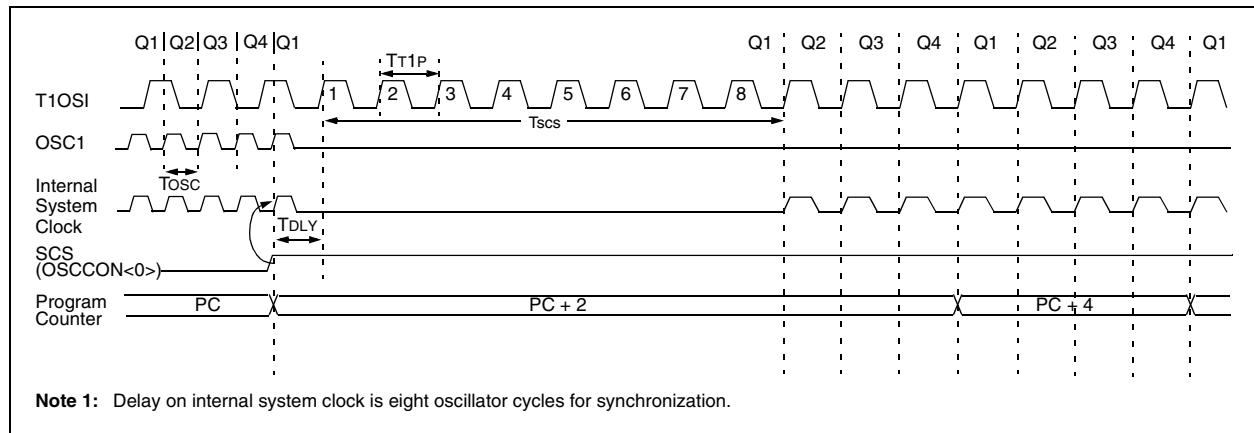 Q1 Q2 Q3 Q4 Q1 Q1 Q2 Q3 Q4 Q1 Q2 Q3 Q4 Q1
TT1P
T1OSI
1 2 3 4 5 6 7 8
TSCS
OSC1
TOSC
Internal
System
Clock
TDLY
SCS
(OSCCON<0>)
Program
Counter
PC PC + 2 PC + 4
Note 1: Delay on internal system clock is eight oscillator cycles for synchronization.